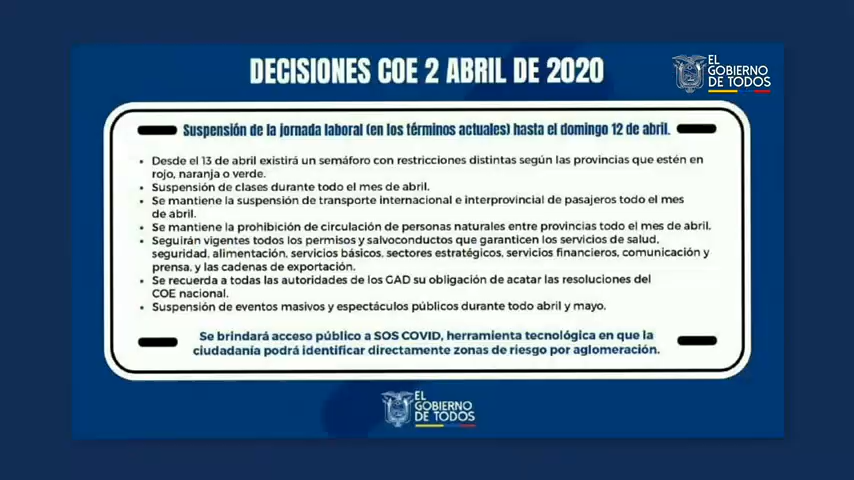 DECISIONES COE 2 ABRIL DE 2020
EL
GOBIERNO
DE TODOS
Suspensión de la jornada laboral (en los términos actuales) hasta el domingo 12 de abril.
• Desde el 13 de abril existirá un semáforo con restricciones distintas según las provincias que estén en
rojo, naranja o verde.
• Suspensión de clases durante todo el mes de abril.
• Se mantiene la suspensión de transporte internacional e interprovincial de pasajeros todo el mes
de abril.
• Se mantiene la prohibición de circulación de personas naturales entre provincias todo el mes de abril.
• Seguirán vigentes todos los permisos y salvoconductos que garanticen los servicios de salud,
seguridad, alimentación, servicios básicos, sectores estratégicos, servicios financieros, comunicación y
prensa, y las cadenas de exportación.
• Se recuerda a todas las autoridades de los GAD su obligación de acatar las resoluciones del
COE nacional.
• Suspensión de eventos masivos y espectáculos públicos durante todo abril y mayo.
Se brindará acceso público a SOS COVID, herramienta tecnológica en que la
ciudadanía podrá identificar directamente zonas de riesgo por aglomeración.
EL
GOBIERNO
DE TODOS